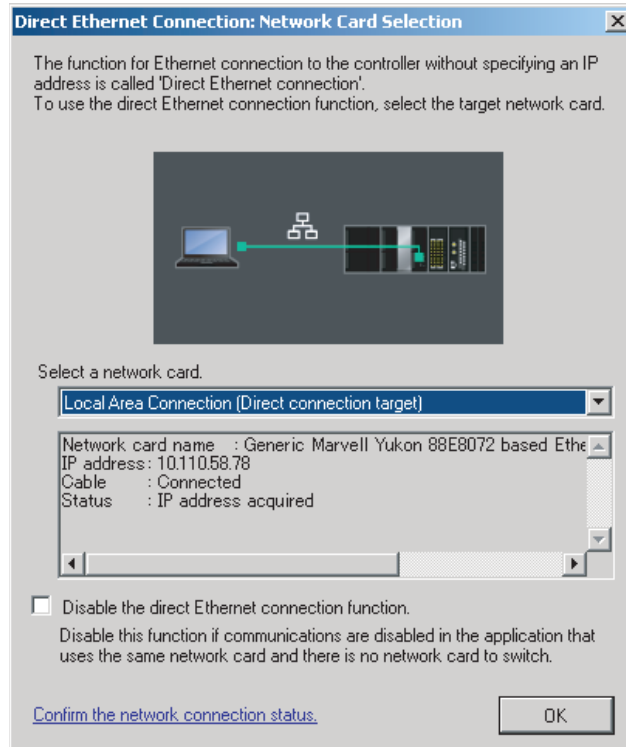 Direct Ethernet Connection: Network Card Selection
The function for Ethernet connection to the controller without specifying an IP
address is called 'Direct Ethernet connection'.
To use the direct Ethernet connection function, select the target network card.
Select a network card.
Local Area Connection (Direct connection target)
Network card name : Generic Marvell Yukon 88E8072 based Ethe
IP address: 10.110.58.78
Cable : Connected
Status : IP address acquired
Disable the direct Ethernet connection function.
Disable this function if communications are disabled in the application that
uses the same network card and there is no network card to switch.
Confirm the network connection status.
OK